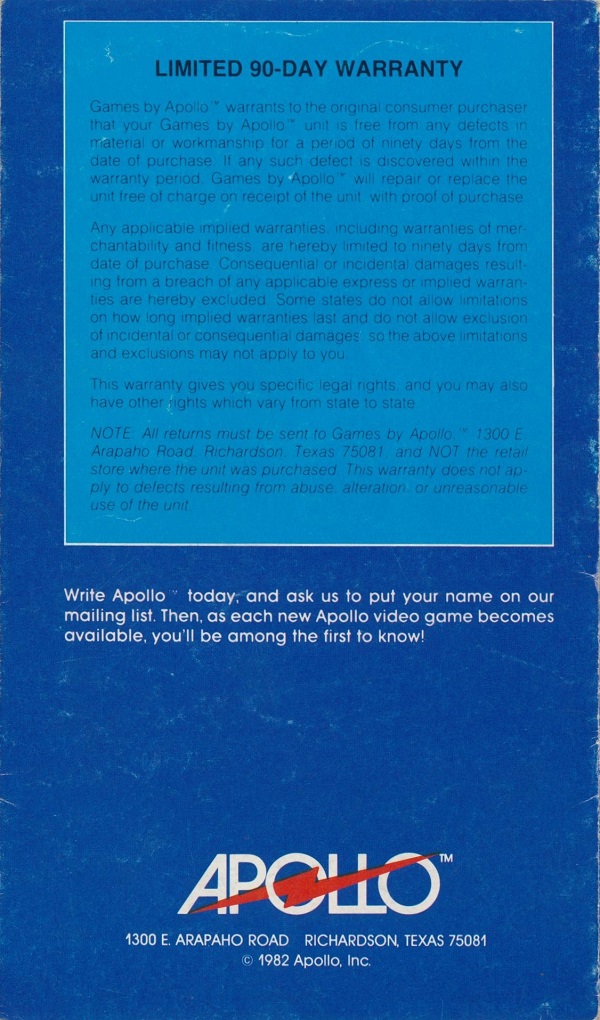 LIMITED 90-DAY WARRANTY
Games by Apollo™ warrants to the original consumer purchaser
that your Games by Apollo™ unit is free from any defects in
material or workmanship for a period of ninety days from the
date of purchase. If any such defect is discovered within the
warranty period, Games by Apollo™ will repair or replace the
unit free of charge on receipt of the unit, with proof of purchase.
Any applicable implied warranties, including warranties of mer-
chantability and fitness, are hereby limited to ninety days from
date of purchase. Consequential or incidental damages result-
ing from a breach of any applicable express or implied warran-
ties are hereby excluded. Some states do not allow limitations
on how long implied warranties last and do not allow exclusion
of incidental or consequential damages, so the above limitations
and exclusions may not apply to you.
This warranty gives you specific legal rights, and you may also
have other rights which vary from state to state.
NOTE: All returns must be sent to Games by Apollo,™ 1300 E.
Arapaho Road, Richardson, Texas 75081, and NOT the retail
store where the unit was purchased. This warranty does not ap-
ply to defects resulting from abuse, alteration, or unreasonable
use of the unit.
Write Apollo™ today, and ask us to put your name on our
mailing list. Then, as each new Apollo video game becomes
available, you'll be among the first to know!
APOLLO™
1300 E. ARAPAHO ROAD RICHARDSON, TEXAS 75081
© 1982 Apollo, Inc.